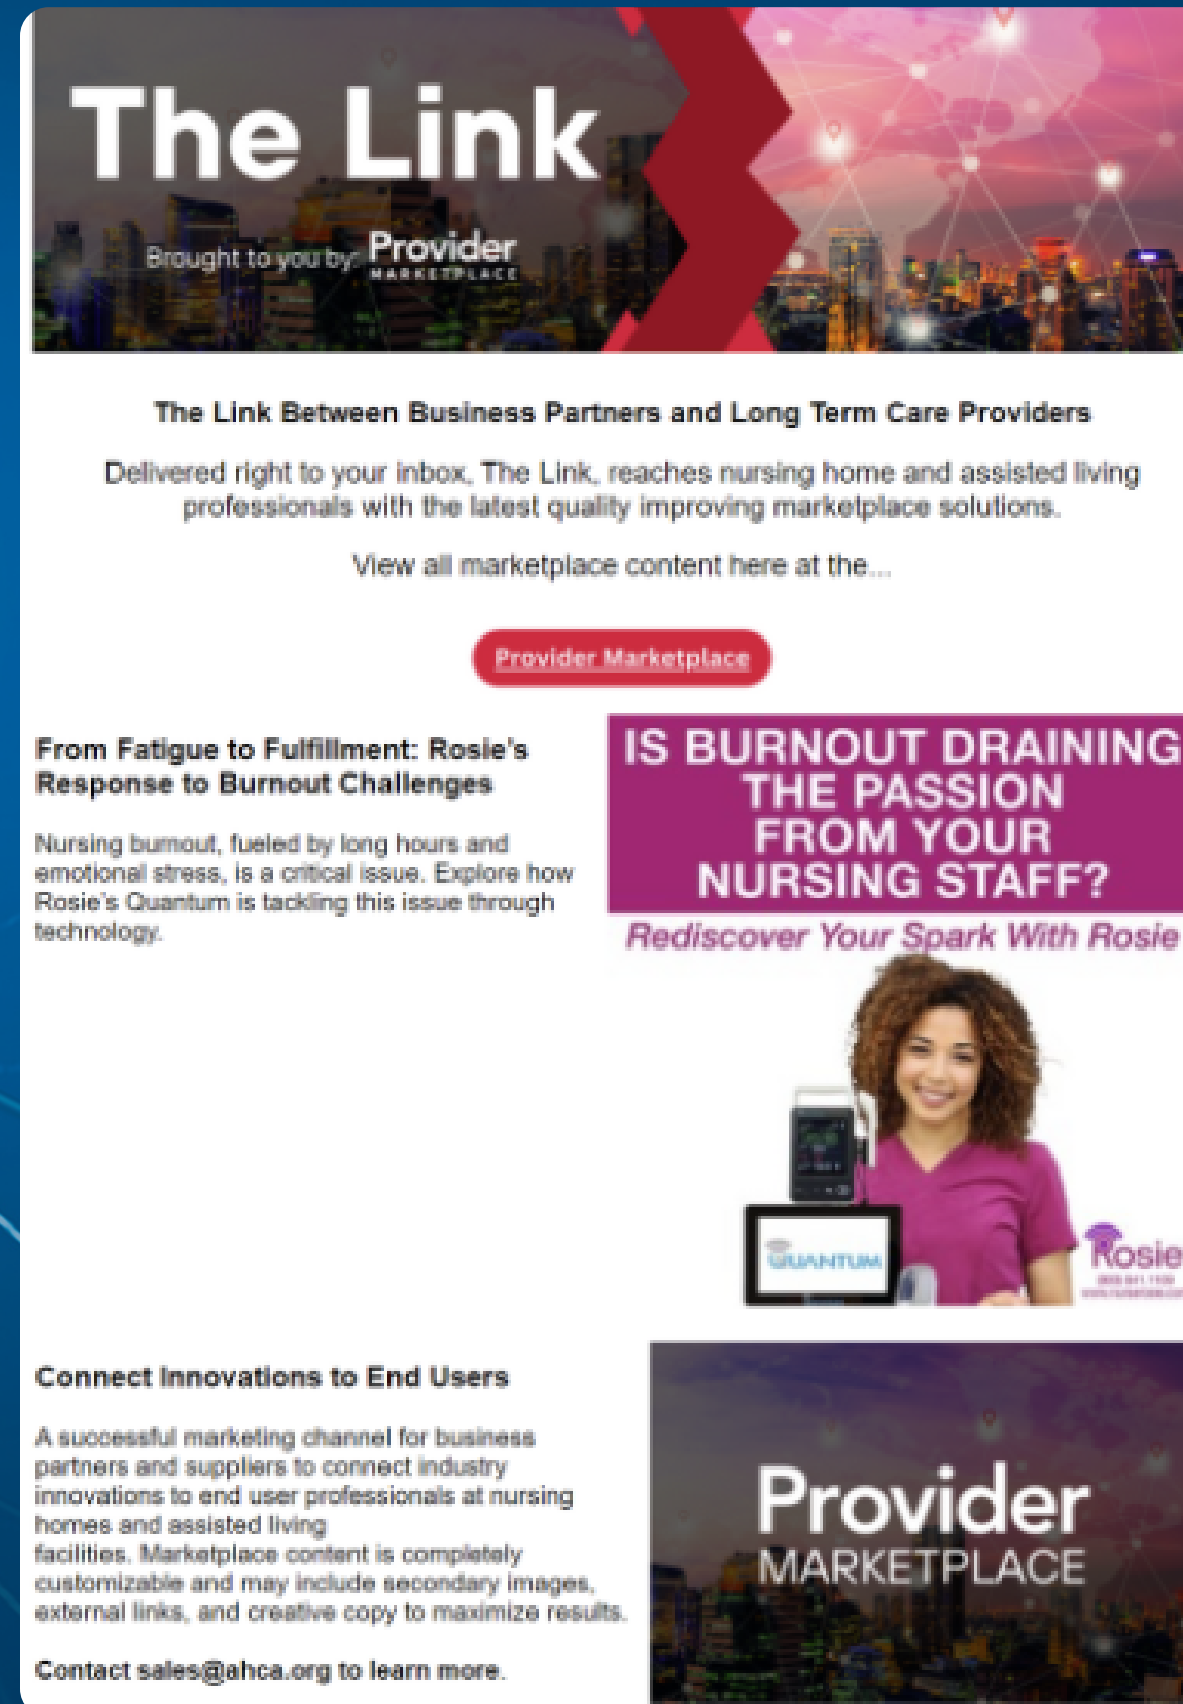 The Link
Brought to you by: Provider
MARKETPLACE
The Link Between Business Partners and Long Term Care Providers
Delivered right to your inbox, The Link, reaches nursing home and assisted living
professionals with the latest quality improving marketplace solutions.
View all marketplace content here at the...
Provider Marketplace
From Fatigue to Fulfillment: Rosie's
Response to Burnout Challenges
Nursing burnout, fueled by long hours and
emotional stress, is a critical issue. Explore how
Rosie's Quantum is tackling this issue through
technology.
IS BURNOUT DRAINING
THE PASSION
FROM YOUR
NURSING STAFF?
Rediscover Your Spark With Rosie
QUANTUM
Rosie
Connect Innovations to End Users
A successful marketing channel for business
partners and suppliers to connect industry
innovations to end user professionals at nursing
homes and assisted living
facilities. Marketplace content is completely
customizable and may include secondary images,
external links, and creative copy to maximize results.
Contact sales@ahca.org to learn more.
Provider
MARKETPLACE